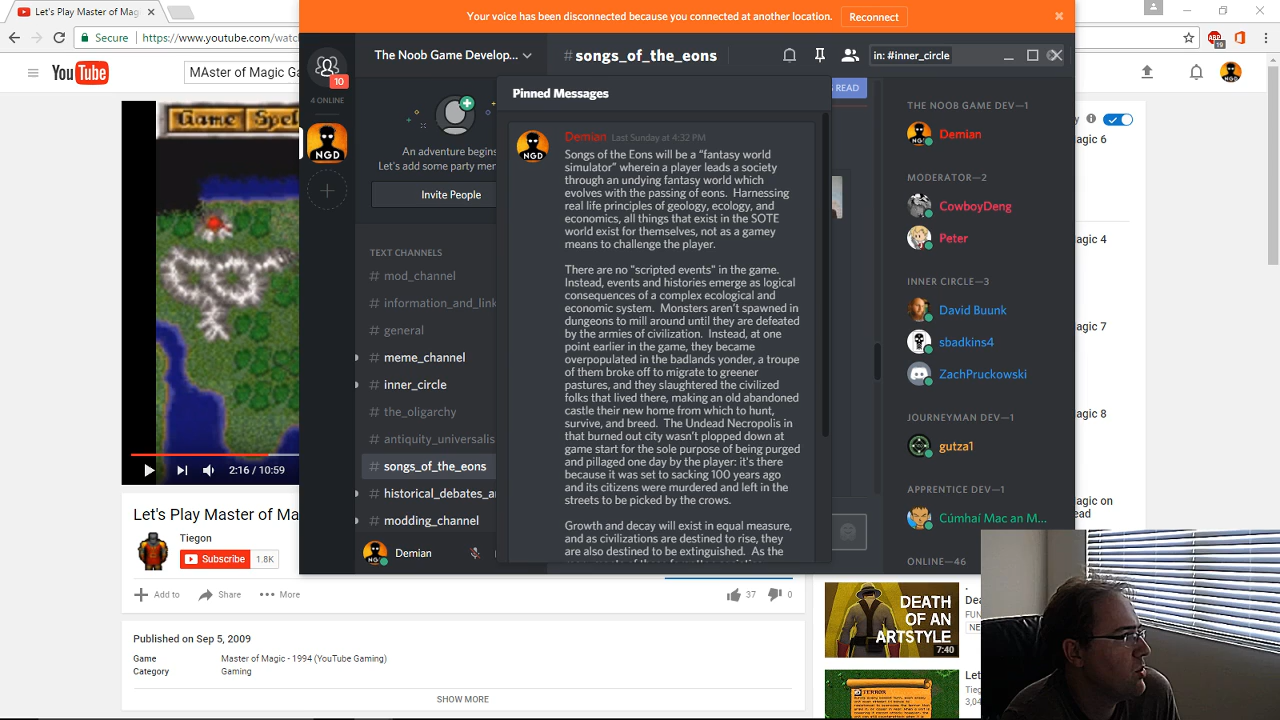 Let's Play Master of Magic
Secure
https://www.youtube.com/watch
19
YouTube
MAster of Magic Ga
Your voice has been disconnected because you connected at another location.
Reconnect
10
4 ONLINE
NGD
The Noob Game Develop...
An adventure begins
Let's add some party mem
Invite People
TEXT CHANNELS
# mod_channel
# information_and_link
# general
# meme_channel
# inner_circle
# the_oligarchy
# antiquity_universalis
# songs_of_the_eons
# historical_debates_ar
# modding_channel
Demian
#songs_of_the_eons
in: #inner_circle
READ
Pinned Messages
NGD
Demian Last Sunday at 4:32 PM
Songs of the Eons will be a "fantasy world
simulator" wherein a player leads a society
through an undying fantasy world which
evolves with the passing of eons. Harnessing
real life principles of geology, ecology, and
economics, all things that exist in the SOTE
world exist for themselves, not as a gamey
means to challenge the player.
There are no "scripted events" in the game.
Instead, events and histories emerge as logical
consequences of a complex ecological and
economic system. Monsters aren't spawned in
dungeons to mill around until they are defeated
by the armies of civilization. Instead, at one
point earlier in the game, they became
overpopulated in the badlands yonder, a troupe
of them broke off to migrate to greener
pastures, and they slaughtered the civilized
folks that lived there, making an old abandoned
castle their new home from which to hunt,
survive, and breed. The Undead Necropolis in
that burned out city wasn't plopped down at
game start for the sole purpose of being purged
and pillaged one day by the player: it's there
because it was set to sacking 100 years ago
and its citizens were murdered and left in the
streets to be picked by the crows.
Growth and decay will exist in equal measure,
and as civilizations are destined to rise, they
are also destined to be extinguished. As the
THE NOOB GAME DEV—1
Demian
MODERATOR—2
CowboyDeng
Peter
INNER CIRCLE—3
David Buunk
sbadkins4
ZachPruckowski
JOURNEYMAN DEV—1
gutza1
APPRENTICE DEV—1
Cúmhaí Mac an M...
ONLINE—46
Game Spel
2:16 / 10:59
Let's Play Master of Ma
Tiegon
Subscribe 1.8K
Add to
Share
More
37
0
Published on Sep 5, 2009
Game Master of Magic - 1994 (YouTube Gaming)
Category Gaming
SHOW MORE
agic 6
agic 4
agic 7
agic 8
agic on
ead
DEATH
OF AN
ARTSTYLE
7:40
Dea
FUN
NE
TERROR
Let
Tieg
3,04